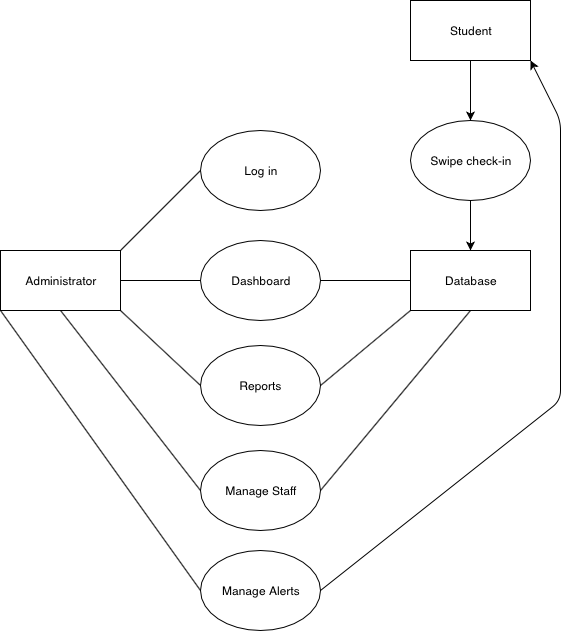 Student
Swipe check-in
Log in
Administrator
Dashboard
Database
Reports
Manage Staff
Manage Alerts